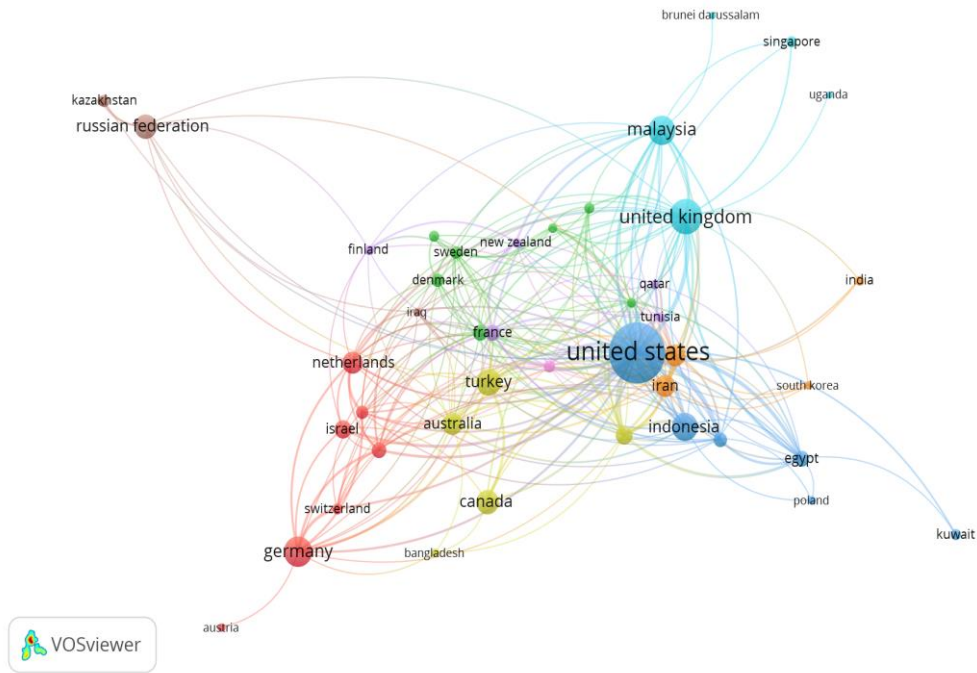 brunei darussalam
singapore
uganda
kazakhstan
russian federation
malaysia
united kingdom
finland
sweden
new zealand
denmark
qatar
india
iraq
tunisia
france
netherlands
united states
turkey
iran
south korea
israel
australia
indonesia
egypt
switzerland
canada
poland
germany
bangladesh
kuwait
austria
VOSviewer